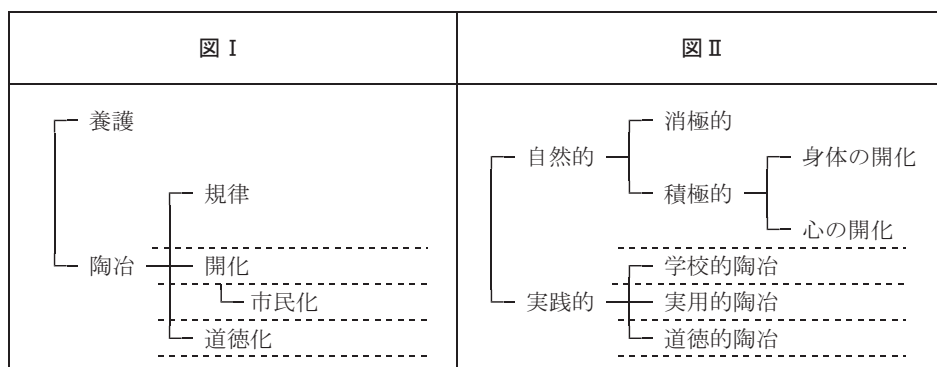 図Ⅰ
図Ⅱ
養護
陶冶
規律
開化
市民化
道徳化
自然的
消極的
積極的
身体の開化
心の開化
実践的
学校的陶冶
実用的陶冶
道徳的陶冶